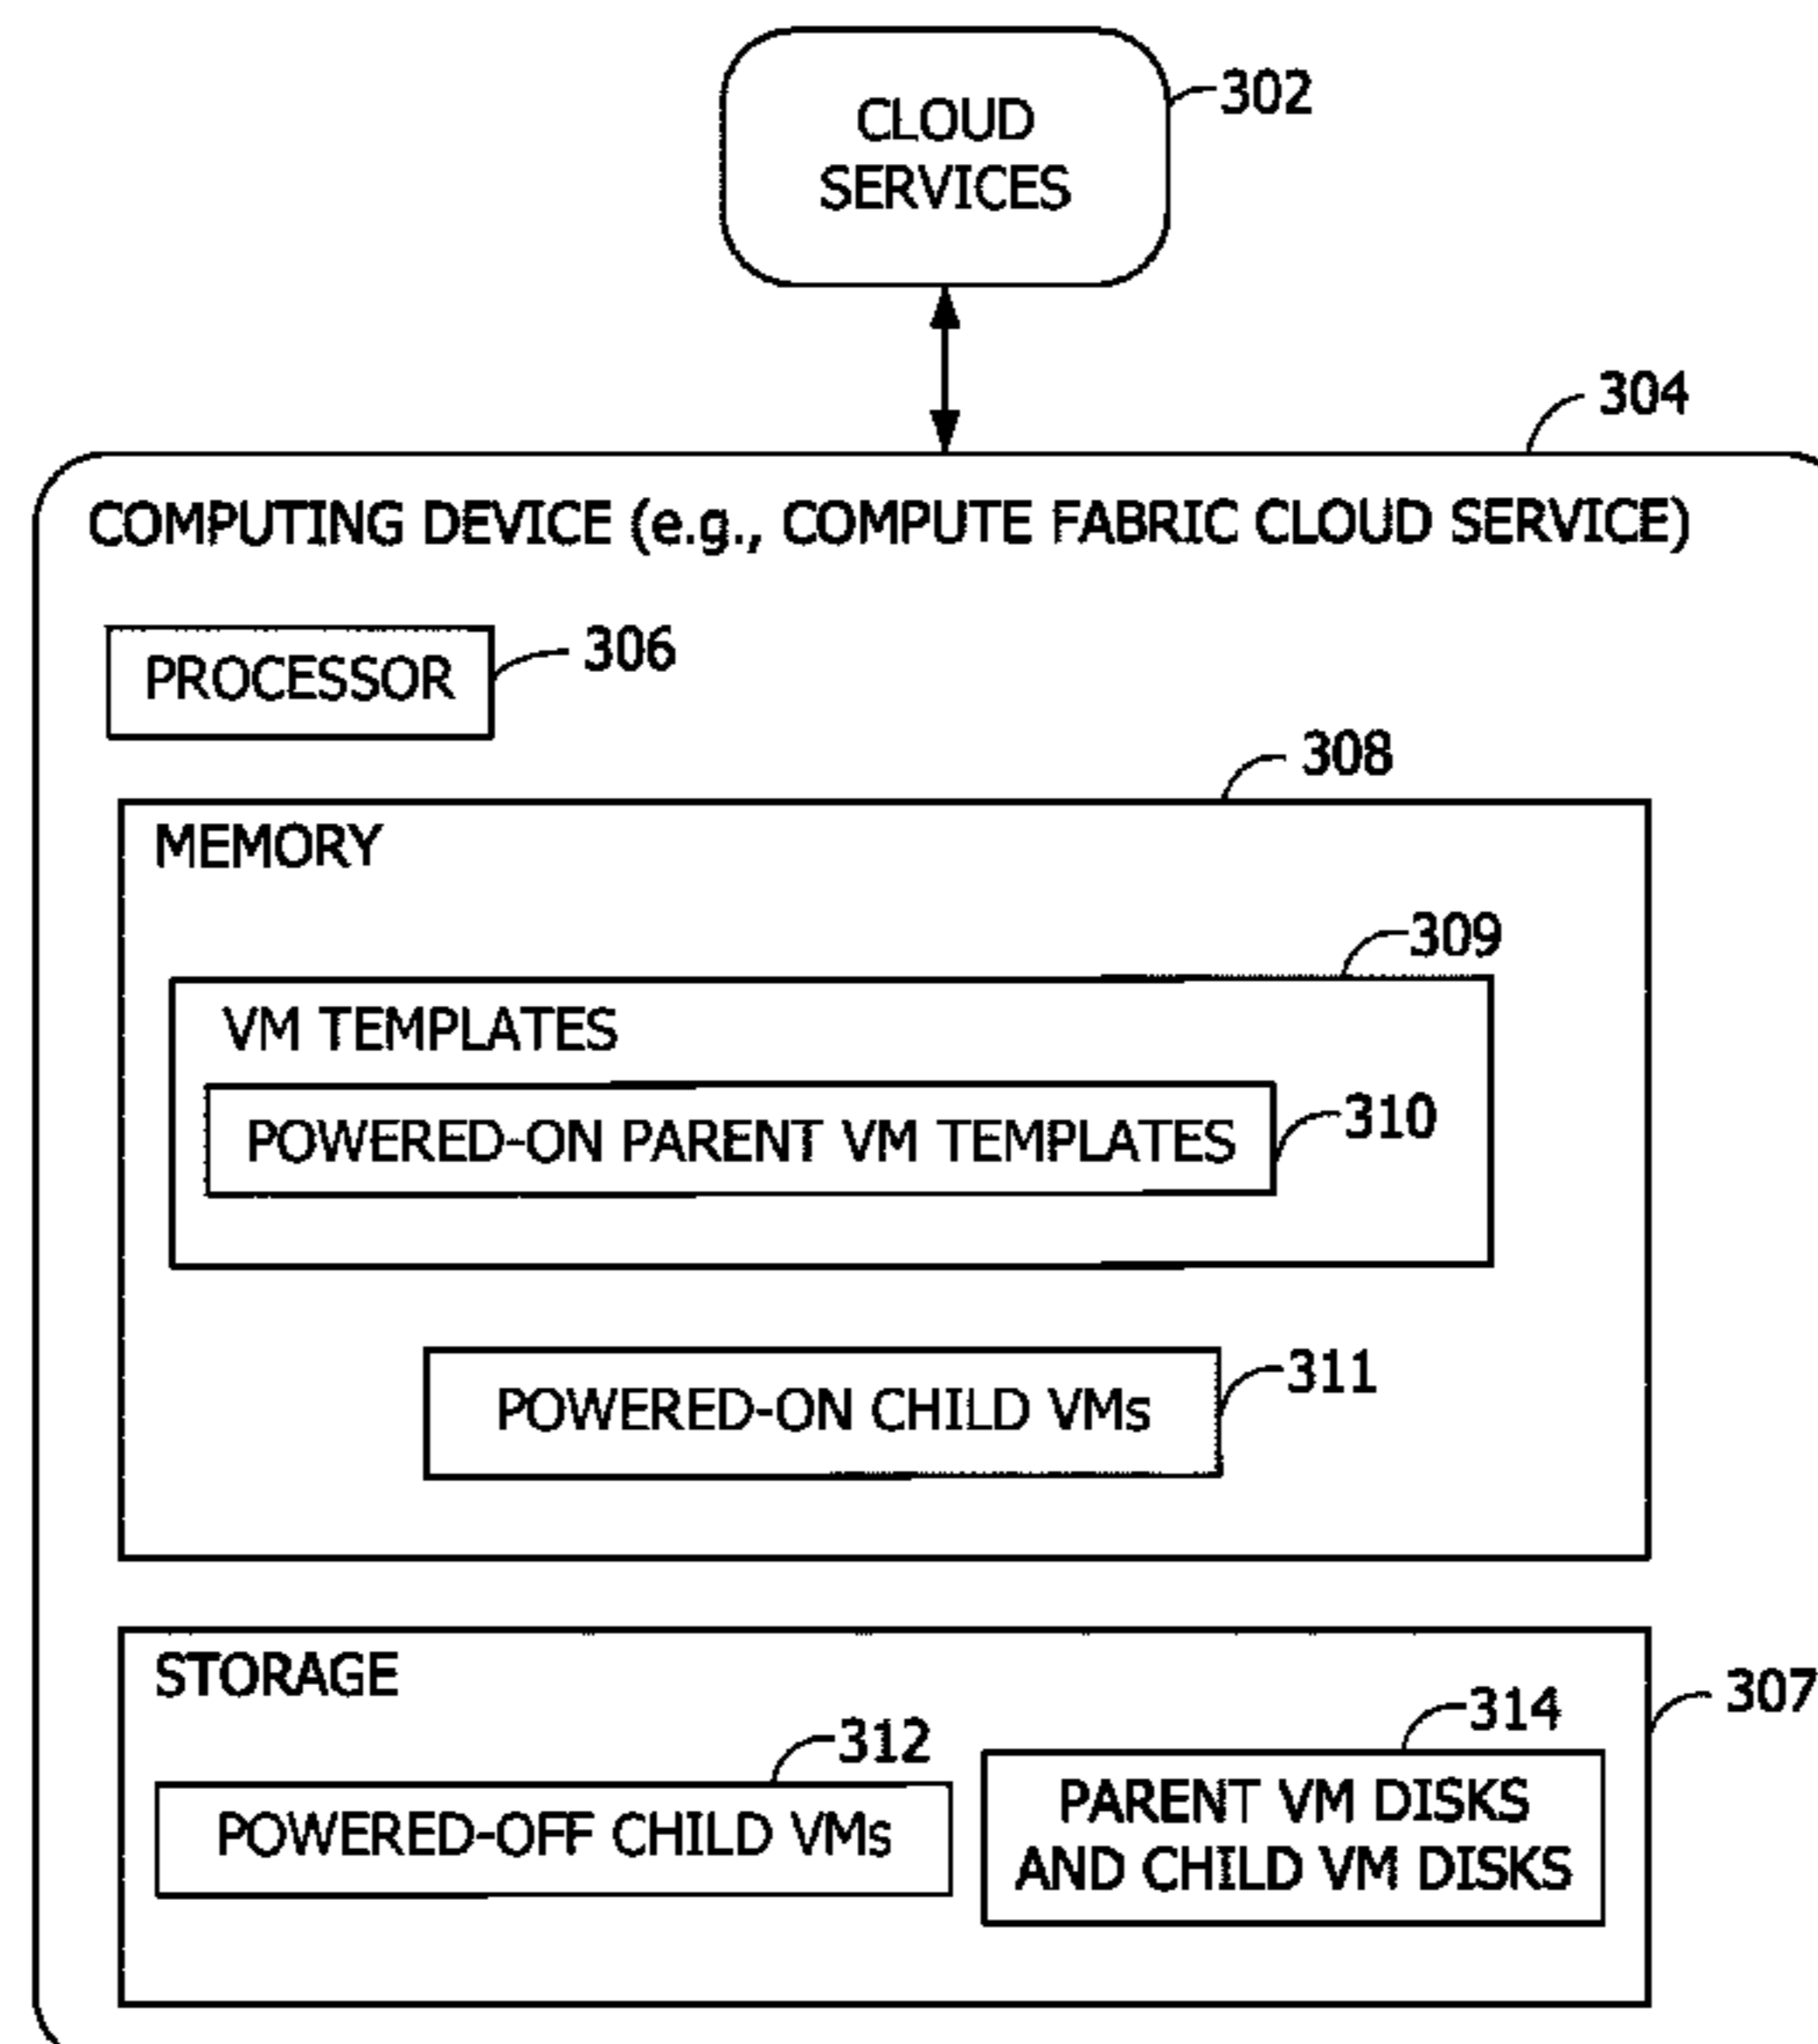 CLOUD
SERVICES
302
304
COMPUTING DEVICE (e.g., COMPUTE FABRIC CLOUD SERVICE)
PROCESSOR
306
308
MEMORY
309
VM TEMPLATES
POWERED-ON PARENT VM TEMPLATES
310
POWERED-ON CHILD VMs
311
STORAGE
307
312
314
POWERED-OFF CHILD VMs
PARENT VM DISKS
AND CHILD VM DISKS